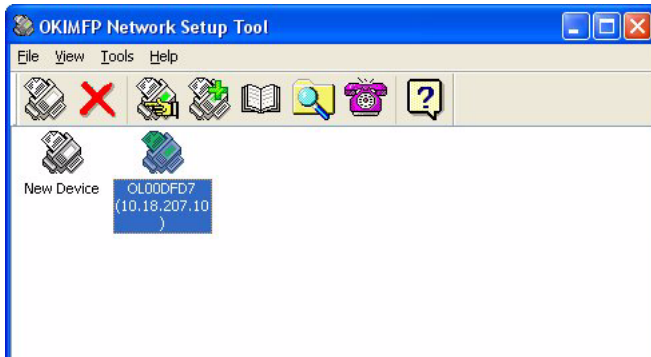 OKIMFP Network Setup Tool
File View Tools Help
New Device
OL00DFD7
(10.18.207.10
)